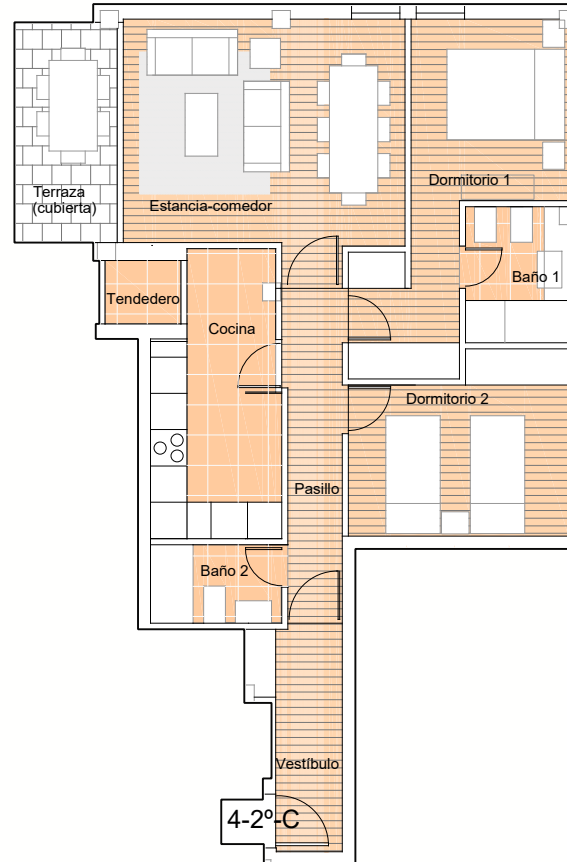 Terraza
(cubierta)
Estancia-comedor
Dormitorio 1
Tendedero
Cocina
Baño 1
Dormitorio 2
Pasillo
Baño 2
Vestíbulo
4-2º-C